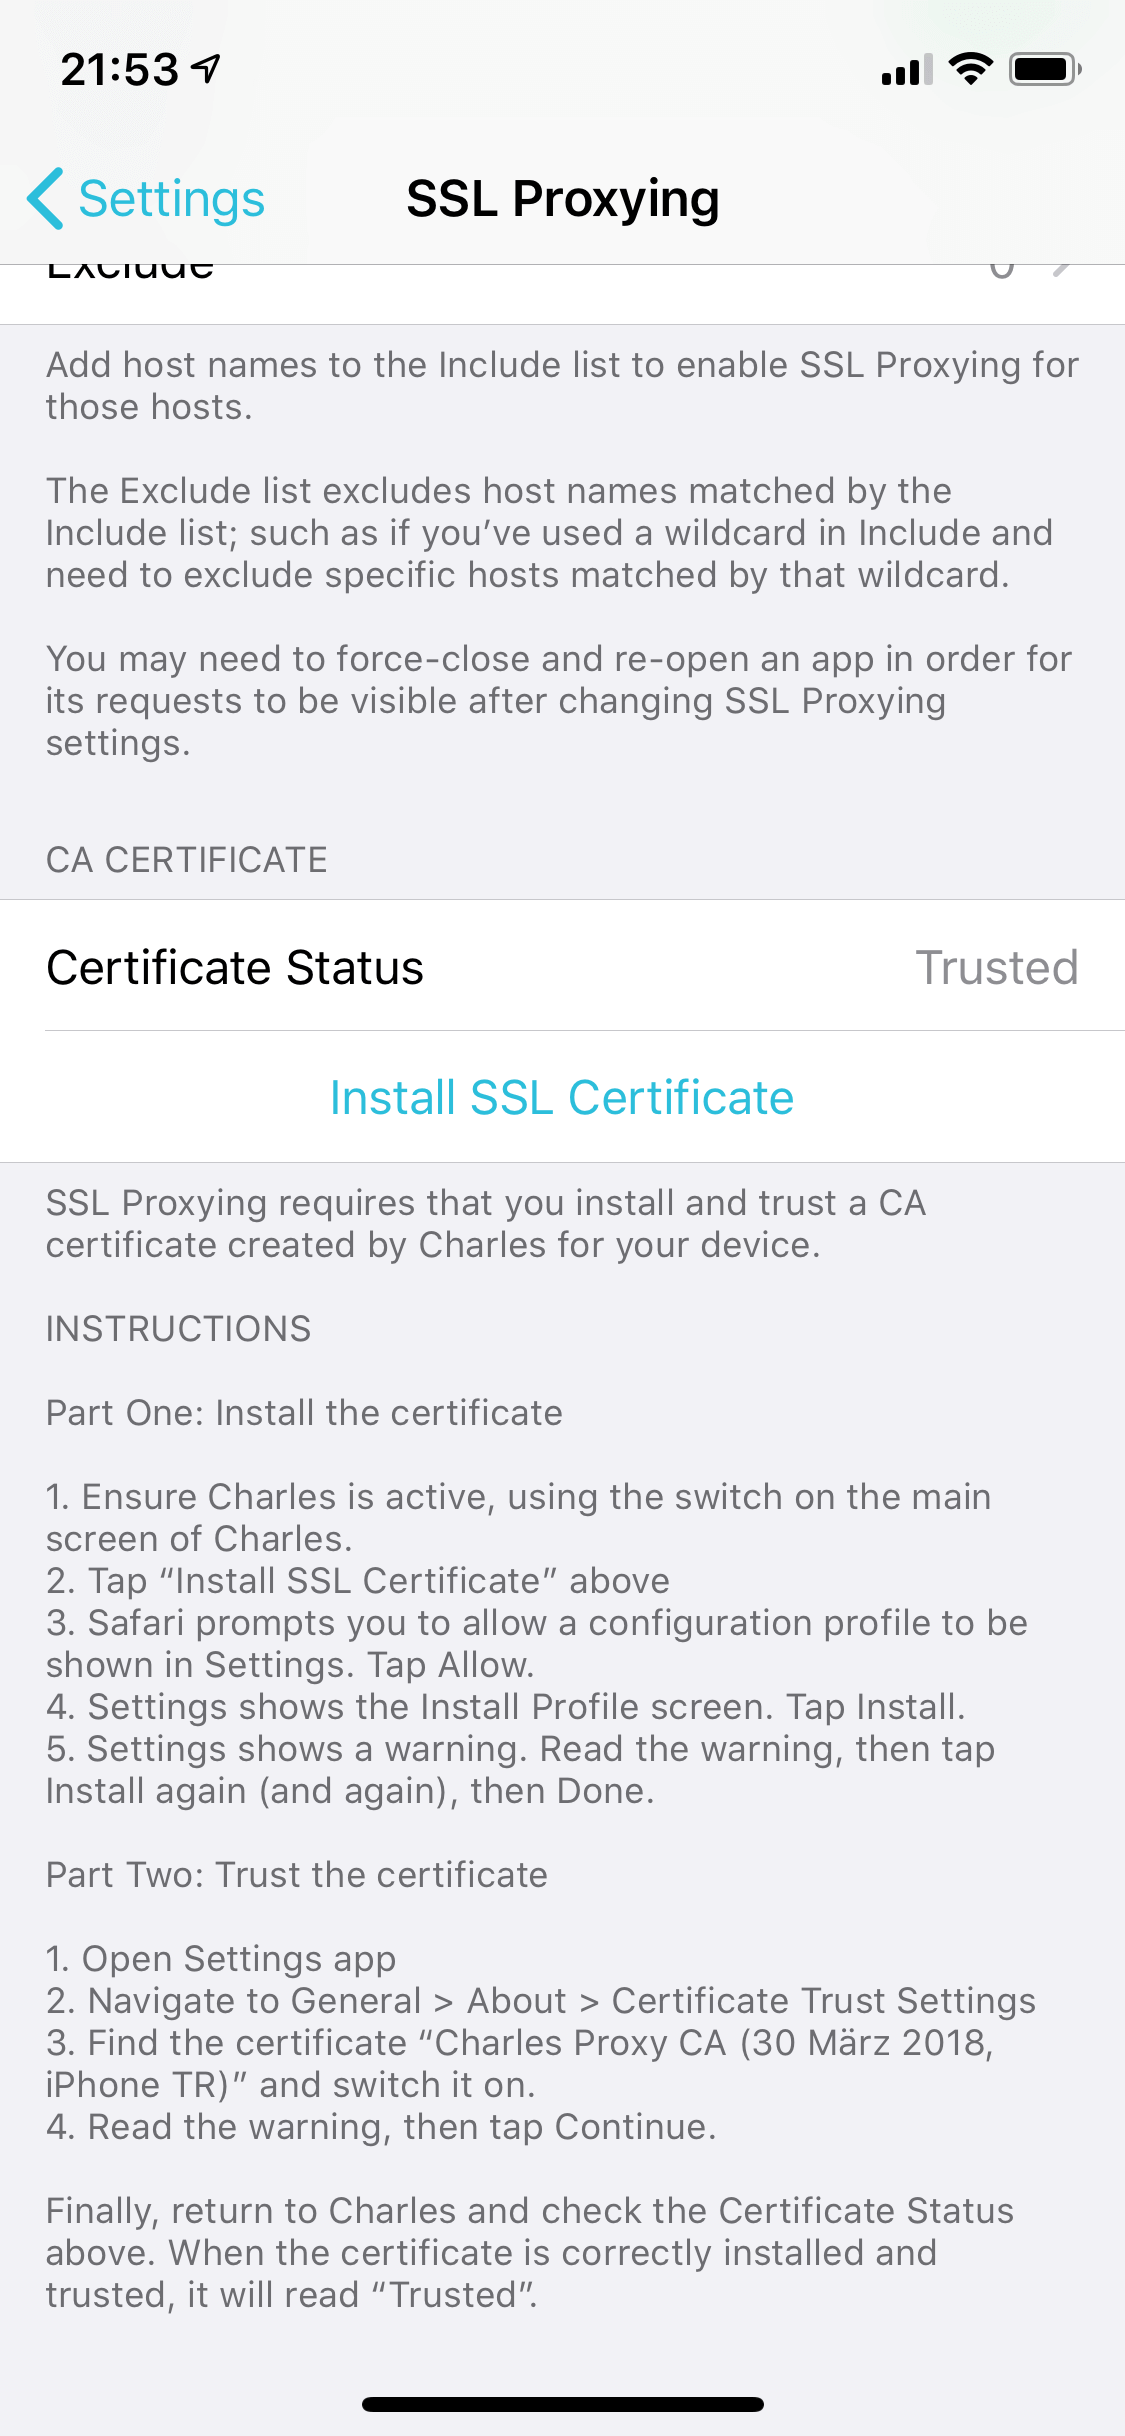 21:53
Settings
SSL Proxying
Exclude
0
Add host names to the Include list to enable SSL Proxying for
those hosts.
The Exclude list excludes host names matched by the
Include list; such as if you’ve used a wildcard in Include and
need to exclude specific hosts matched by that wildcard.
You may need to force-close and re-open an app in order for
its requests to be visible after changing SSL Proxying
settings.
CA CERTIFICATE
Certificate Status
Trusted
Install SSL Certificate
SSL Proxying requires that you install and trust a CA
certificate created by Charles for your device.
INSTRUCTIONS
Part One: Install the certificate
1. Ensure Charles is active, using the switch on the main
screen of Charles.
2. Tap “Install SSL Certificate” above
3. Safari prompts you to allow a configuration profile to be
shown in Settings. Tap Allow.
4. Settings shows the Install Profile screen. Tap Install.
5. Settings shows a warning. Read the warning, then tap
Install again (and again), then Done.
Part Two: Trust the certificate
1. Open Settings app
2. Navigate to General > About > Certificate Trust Settings
3. Find the certificate “Charles Proxy CA (30 März 2018,
iPhone TR)” and switch it on.
4. Read the warning, then tap Continue.
Finally, return to Charles and check the Certificate Status
above. When the certificate is correctly installed and
trusted, it will read “Trusted”.